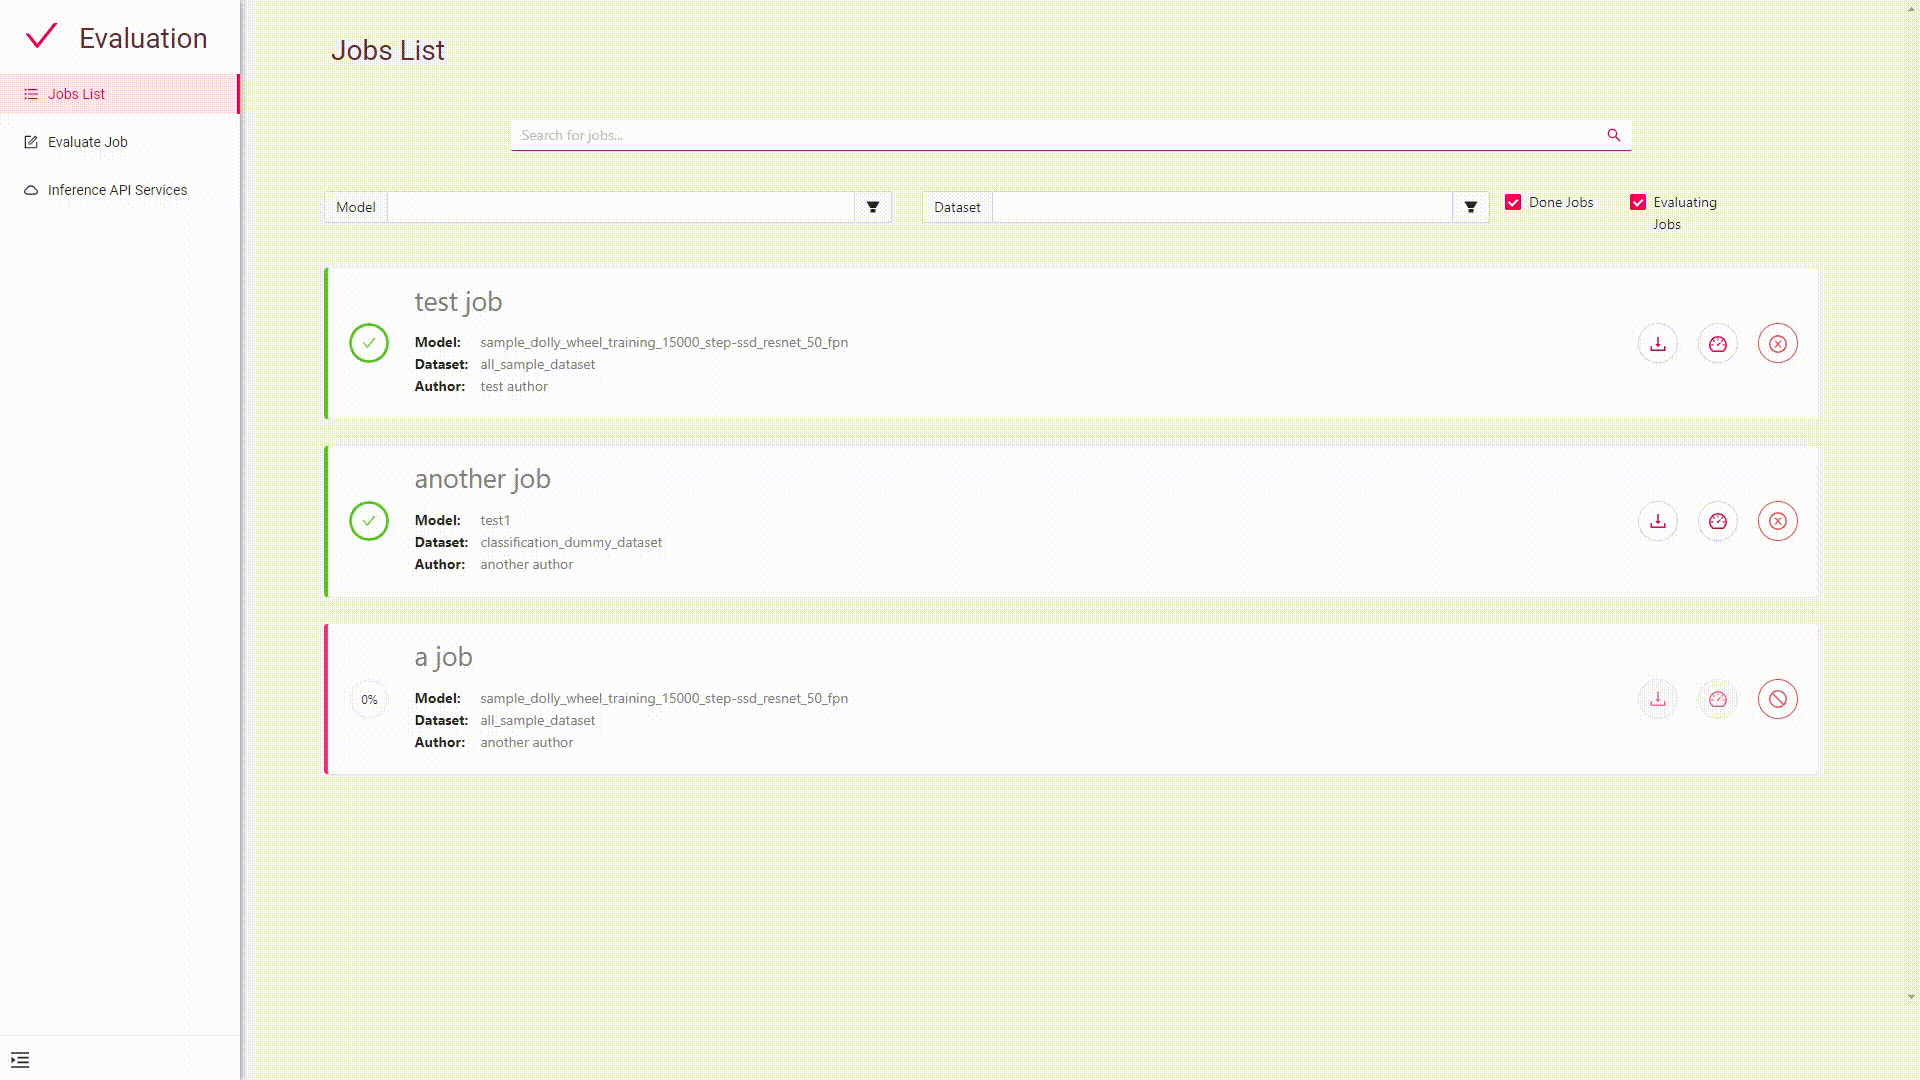 Evaluation
Jobs List
Evaluate Job
Inference API Services
Jobs List
Search for jobs...
Model
Dataset
Done Jobs
Evaluating
Jobs
test job
Model: sample_dolly_wheel_training_15000_step-ssd_resnet_50_fpn
Dataset: all_sample_dataset
Author: test author
another job
Model: test1
Dataset: classification_dummy_dataset
Author: another author
a job
0%
Model: sample_dolly_wheel_training_15000_step-ssd_resnet_50_fpn
Dataset: all_sample_dataset
Author: another author